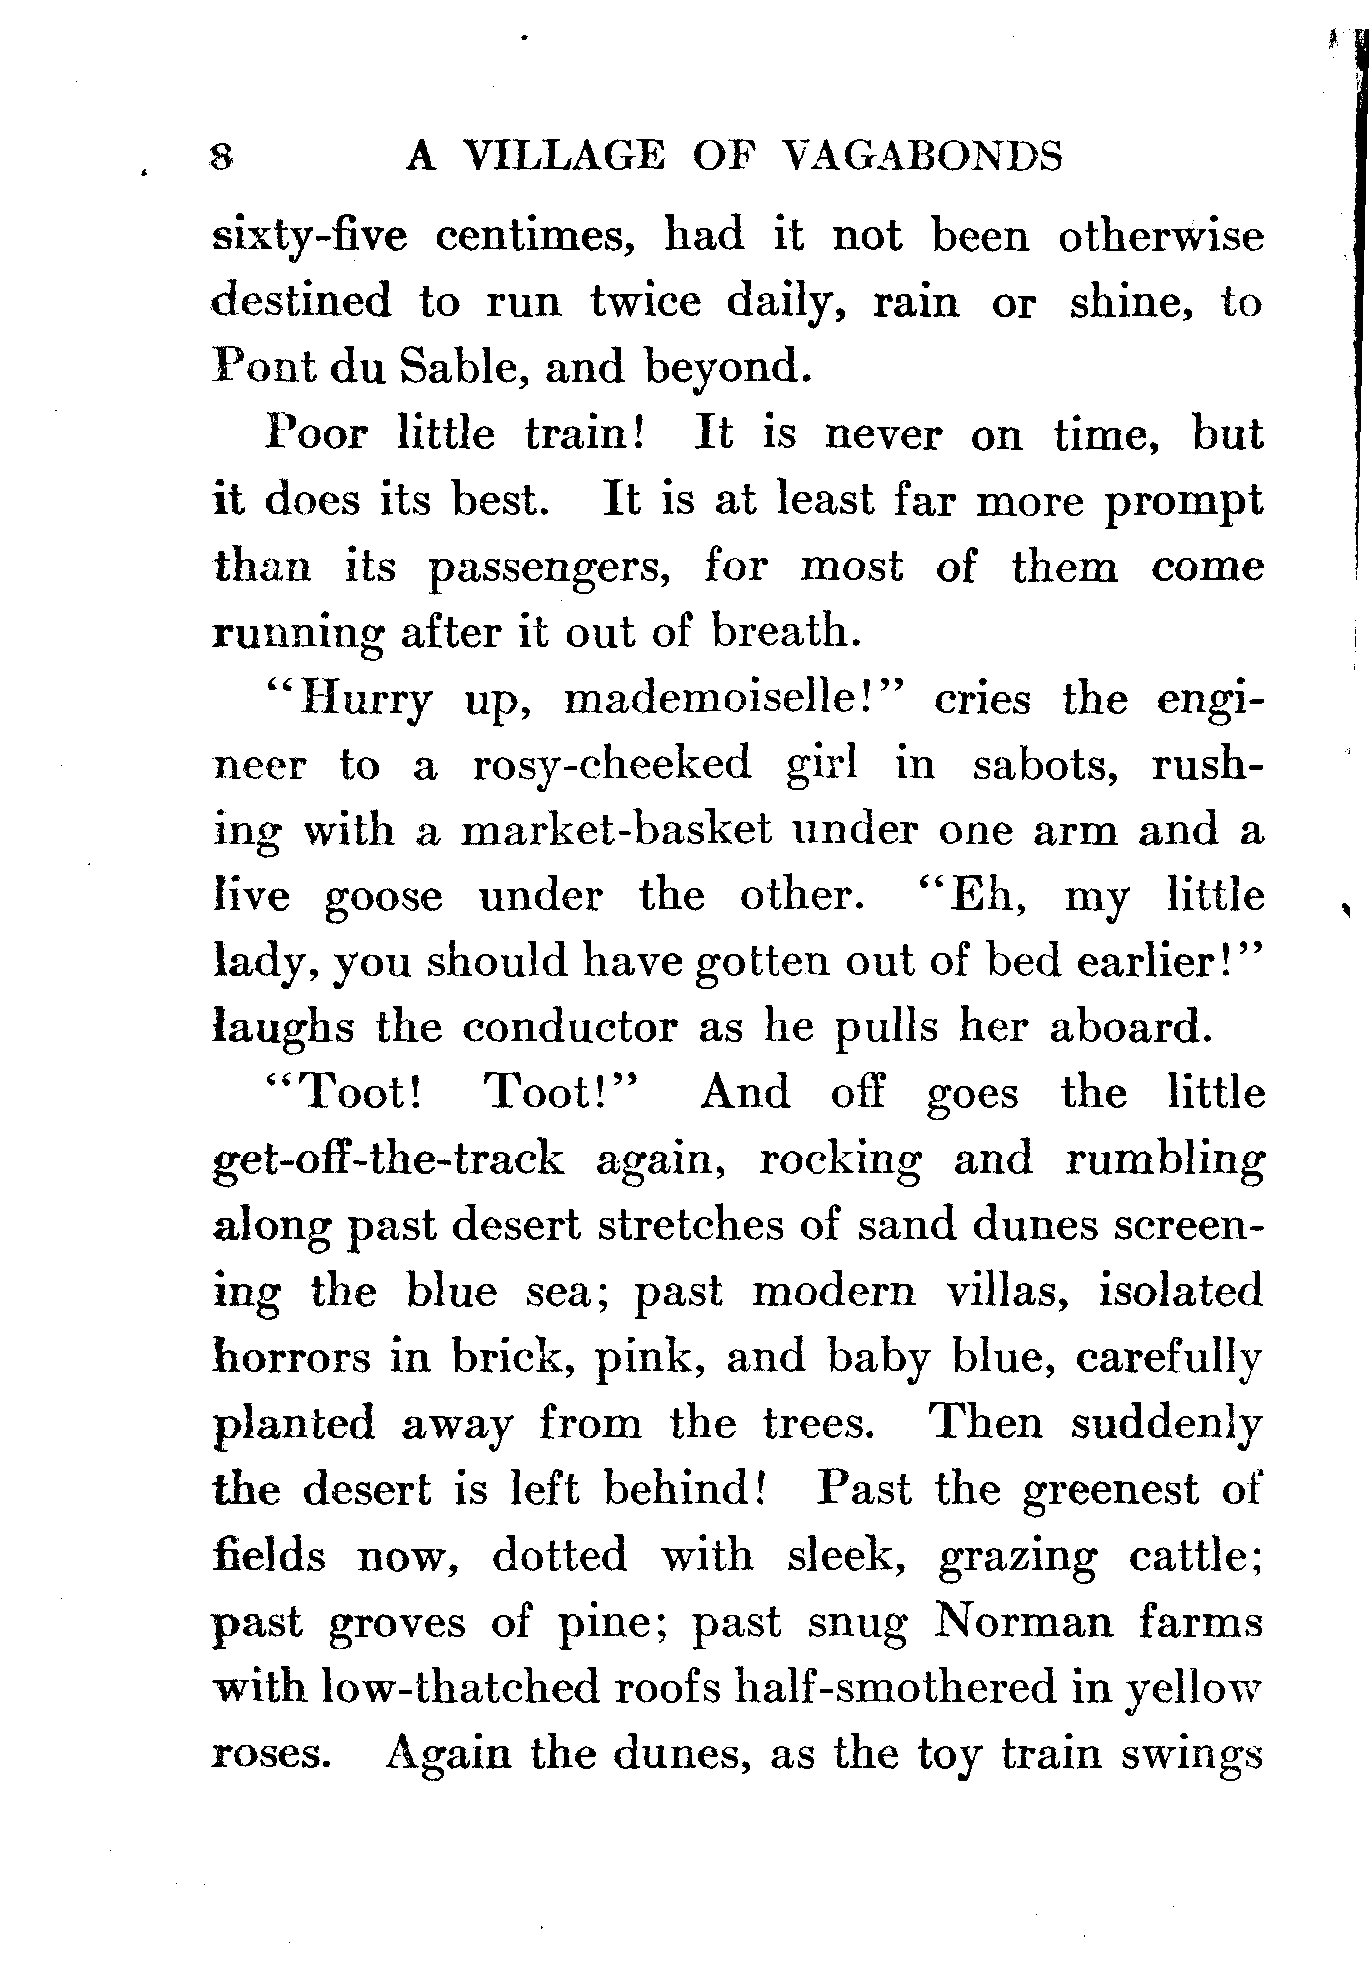 8 A VILLAGE OF VAGABONDS
sixty-five centimes, had it not been otherwise
destined to run twice daily, rain or shine, to
Pont du Sable, and beyond.
Poor little train! It is never on time, but
it does its best. It is at least far more prompt
than its passengers, for most of them come
running after it out of breath.
“Hurry up, mademoiselle!” cries the engi-
neer to a rosy-cheeked girl in sabots, rush-
ing with a market-basket under one arm and a
live goose under the other. “Eh, my little
lady, you should have gotten out of bed earlier!”
laughs the conductor as he pulls her aboard.
“Toot! Toot!” And off goes the little
get-off-the-track again, rocking and rumbling
along past desert stretches of sand dunes screen-
ing the blue sea; past modern villas, isolated
horrors in brick, pink, and baby blue, carefully
planted away from the trees. Then suddenly
the desert is left behind! Past the greenest of
fields now, dotted with sleek, grazing cattle;
past groves of pine; past snug Norman farms
with low-thatched roofs half-smothered in yellow
roses. Again the dunes, as the toy train swings